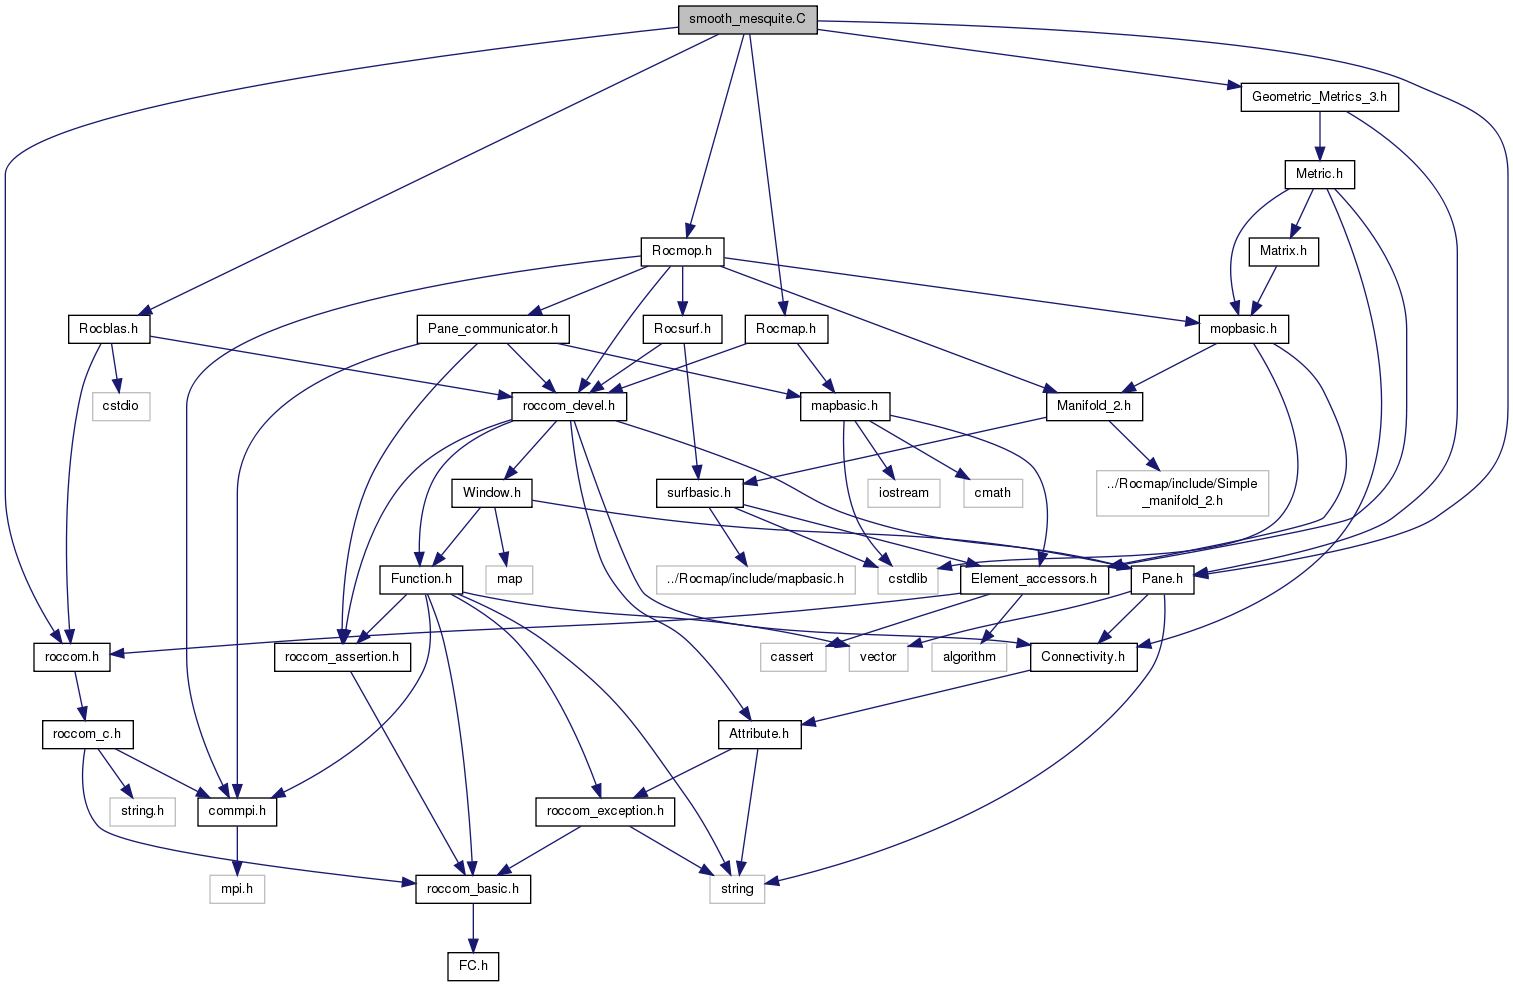 smooth_mesquite.C
Geometric_Metrics_3.h
Metric.h
Rocmop.h
Matrix.h
Rocblas.h
Pane_communicator.h
Rocsurf.h
Rocmap.h
mopbasic.h
cstdio
roccom_devel.h
mapbasic.h
Manifold_2.h
Window.h
surfbasic.h
iostream
cmath
../Rocmap/include/Simple
_manifold_2.h
Function.h
map
../Rocmap/include/mapbasic.h
cstdlib
Element_accessors.h
Pane.h
roccom.h
roccom_assertion.h
cassert
vector
algorithm
Connectivity.h
roccom_c.h
Attribute.h
string.h
commpi.h
roccom_exception.h
mpi.h
roccom_basic.h
string
FC.h